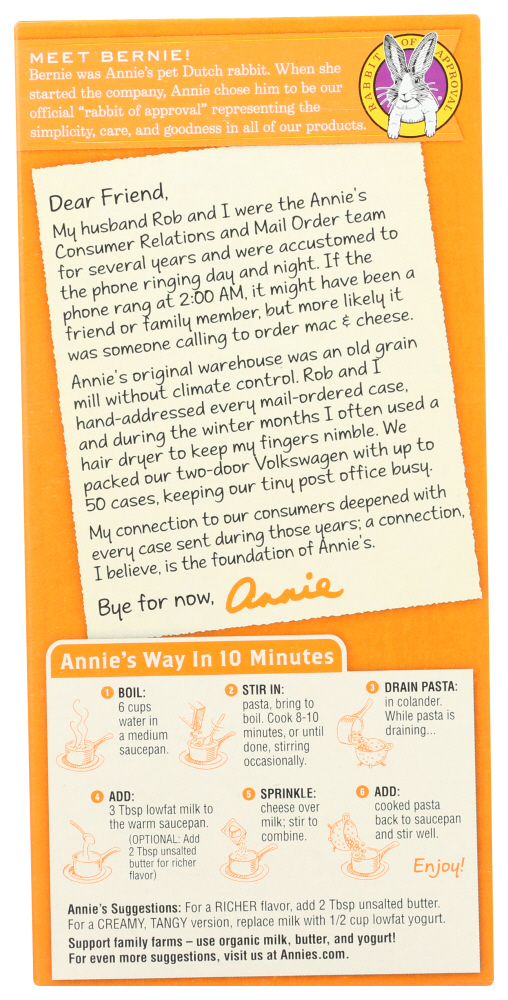 MEET BERNIE!
Bernie was Annie's pet Dutch rabbit. When she
started the company, Annie chose him to be our
official "rabbit of approval" representing the
simplicity, care, and goodness in all of our products.
RABBIT OF APPROVAL
Dear Friend,
My husband Rob and I were the Annie's
Consumer Relations and Mail Order team
for several years and were accustomed to
the phone ringing day and night. If the
phone rang at 2:00 AM, it might have been a
friend or family member, but more likely it
was someone calling to order mac & cheese.
Annie's original warehouse was an old grain
mill without climate control. Rob and I
hand-addressed every mail-ordered case,
and during the winter months I often used a
hair dryer to keep my fingers nimble. We
packed our two-door Volkswagen with up to
50 cases, keeping our tiny post office busy.
My connection to our consumers deepened with
every case sent during those years; a connection,
I believe, is the foundation of Annie's.
Bye for now, Annie
Annie's Way In 10 Minutes
1 BOIL:
6 cups
water in
a medium
saucepan.
2 STIR IN:
pasta, bring to
boil. Cook 8-10
minutes, or until
done, stirring
occasionally.
3 DRAIN PASTA:
in colander.
While pasta is
draining...
4 ADD:
3 Tbsp lowfat milk to
the warm saucepan.
(OPTIONAL: Add
2 Tbsp unsalted
butter for richer
flavor)
5 SPRINKLE:
cheese over
milk; stir to
combine.
6 ADD:
cooked pasta
back to saucepan
and stir well.
Enjoy!
Annie's Suggestions: For a RICHER flavor, add 2 Tbsp unsalted butter.
For a CREAMY, TANGY version, replace milk with 1/2 cup lowfat yogurt.
Support family farms – use organic milk, butter, and yogurt!
For even more suggestions, visit us at Annies.com.